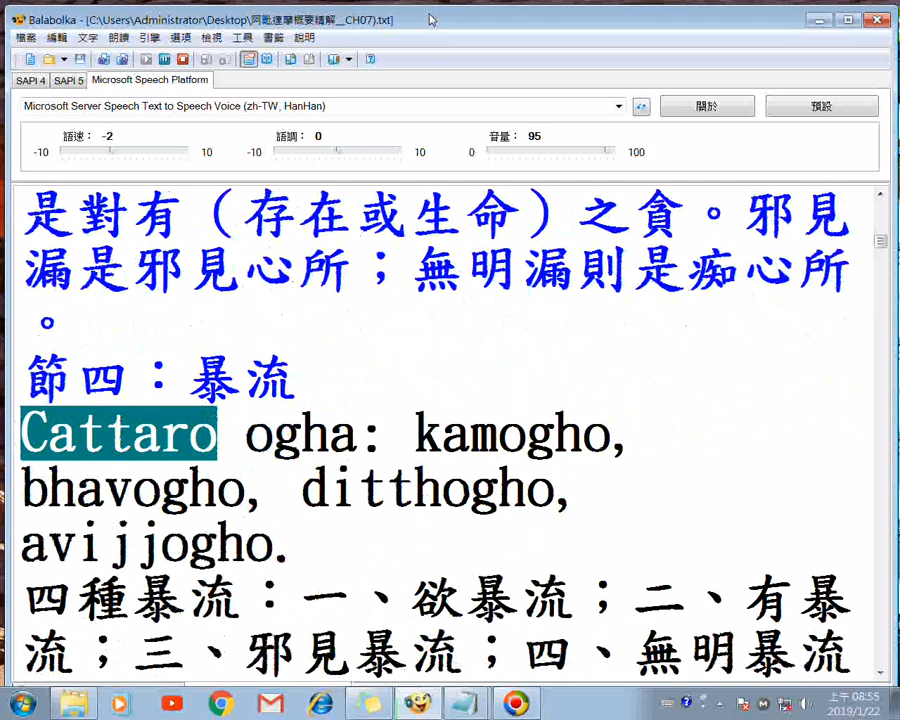 Balabolka - [C:\Users\Administrator\Desktop\阿毗達摩概要精解__CH07).txt]
檔案 編輯 文字 朗讀 引擎 選項 檢視 工具 書籤 說明
SAPI 4 SAPI 5 Microsoft Speech Platform
Microsoft Server Speech Text to Speech Voice (zh-TW, HanHan) 關於 預設
語速： -2 語調： 0 音量： 95
-10 10 -10 10 0 100
是對有（存在或生命）之貪。邪見
漏是邪見心所；無明漏則是痴心所
。
節四：暴流
Cattaro ogha: kamogho,
bhavogho, ditthogho,
avijjogho.
四種暴流：一、欲暴流；二、有暴
流；三、邪見暴流；四、無明暴流
上午 08:55
2019/1/22